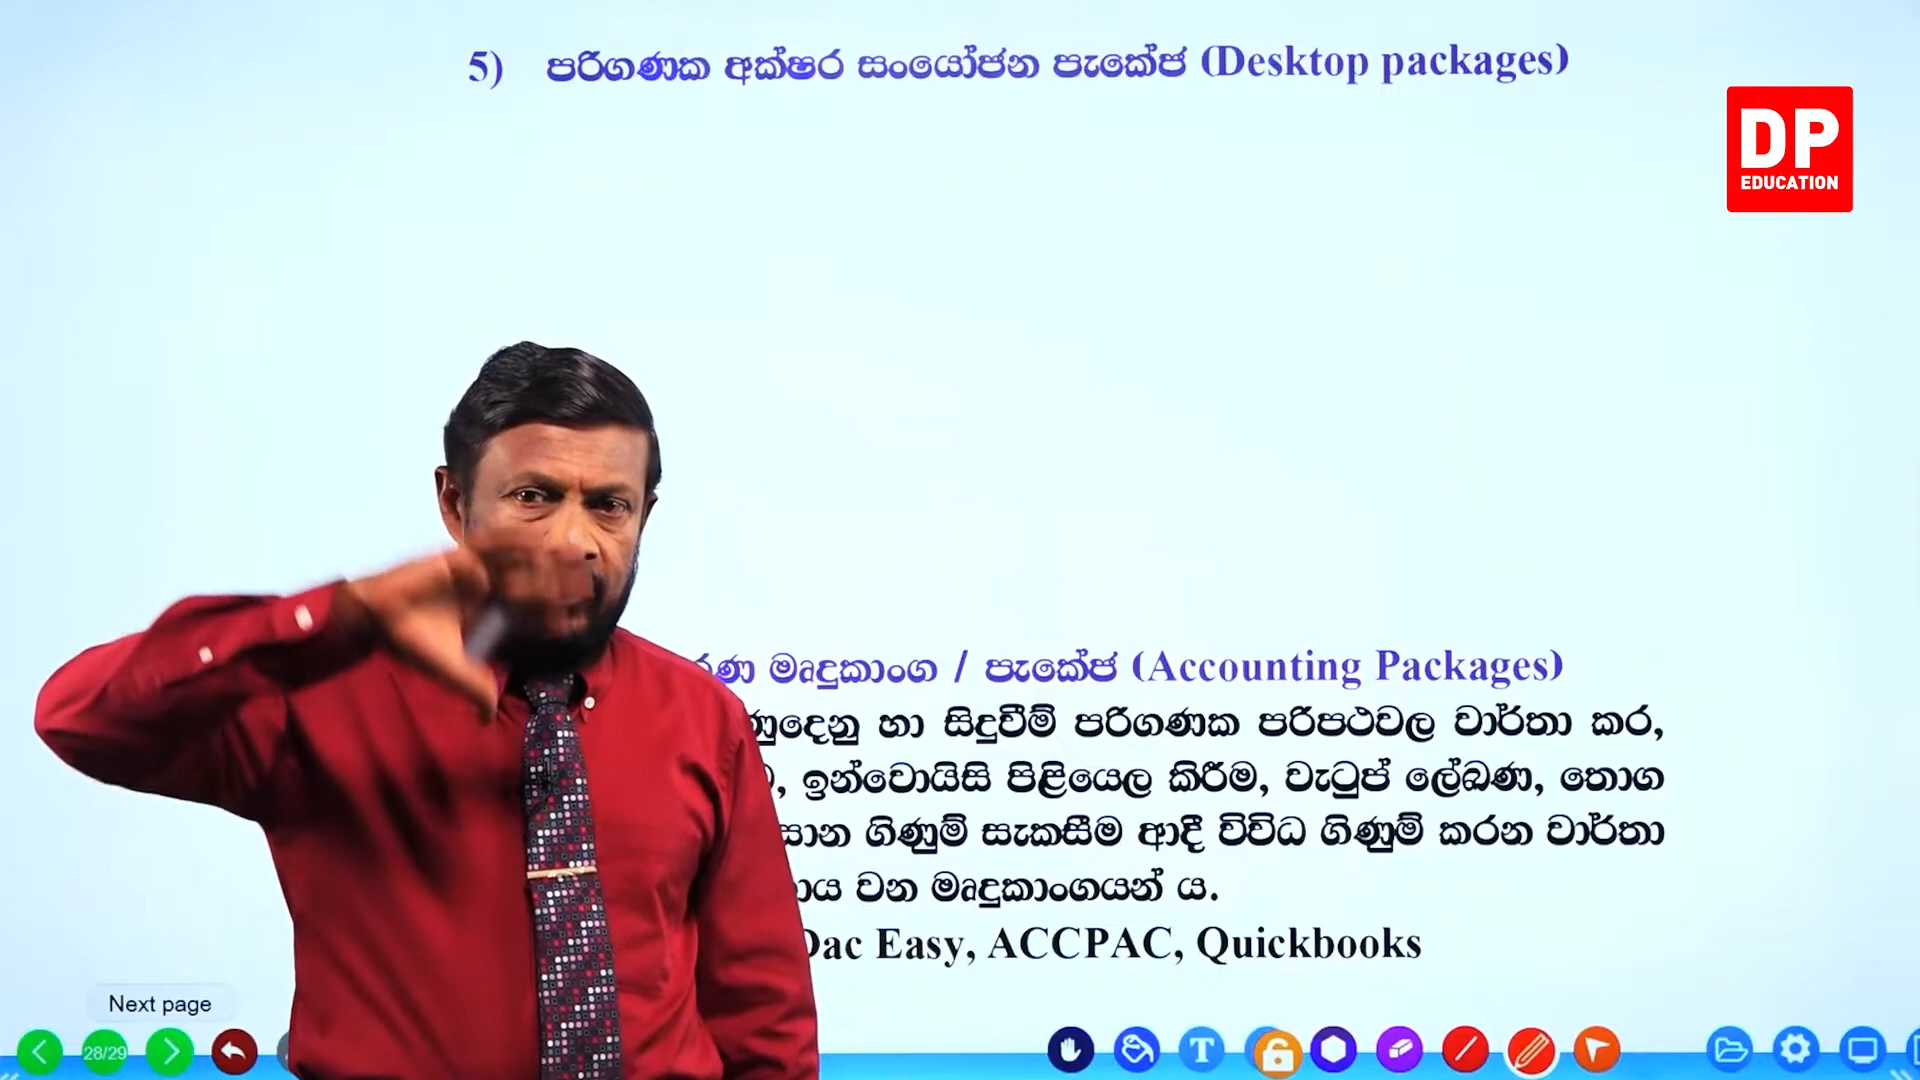 5) පරිගණක අක්ෂර සංයෝජන පැකේජ (Desktop packages)
DP
EDUCATION
මෘදුකාංග / පැකේජ (Accounting Packages)
හා සිදුවීම් පරිගණක පරිපථවල වාර්තා කර,
ඉන්වොයිසි පිළියෙල කිරීම, වැටුප් ලේඛණ, තොග
ගිණුම් සැකසීම ආදී විවිධ ගිණුම් කරන වාර්තා
වන මෘදුකාංගයන් ය.
Dac Easy, ACCPAC, Quickbooks
Next page
28/29
T